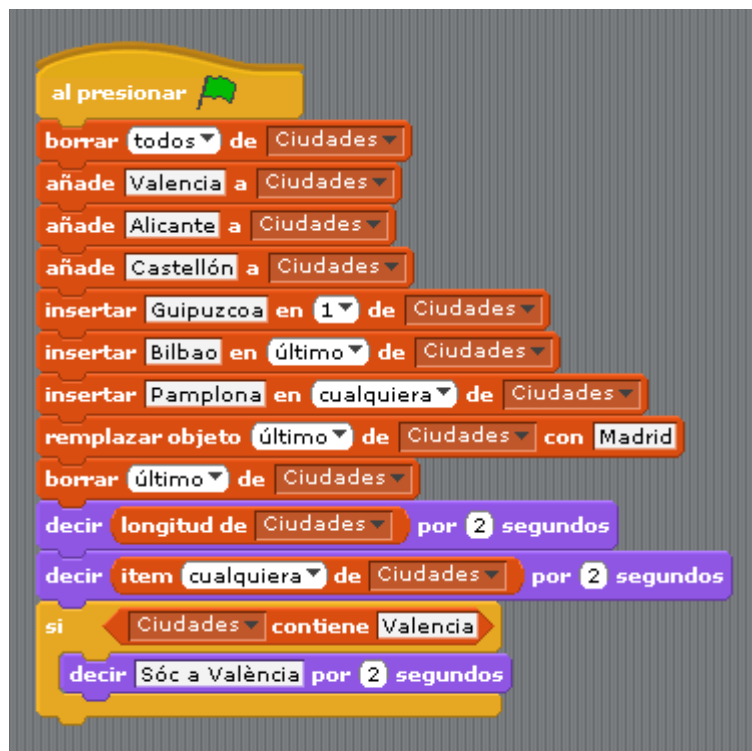 al presionar
borrar todos de Ciudades
añade Valencia a Ciudades
añade Alicante a Ciudades
añade Castellón a Ciudades
insertar Guipuzcoa en 1 de Ciudades
insertar Bilbao en último de Ciudades
insertar Pamplona en cualquiera de Ciudades
remplazar objeto último de Ciudades con Madrid
borrar último de Ciudades
decir longitud de Ciudades por 2 segundos
decir item cualquiera de Ciudades por 2 segundos
si Ciudades contiene Valencia
decir Sóc a València por 2 segundos